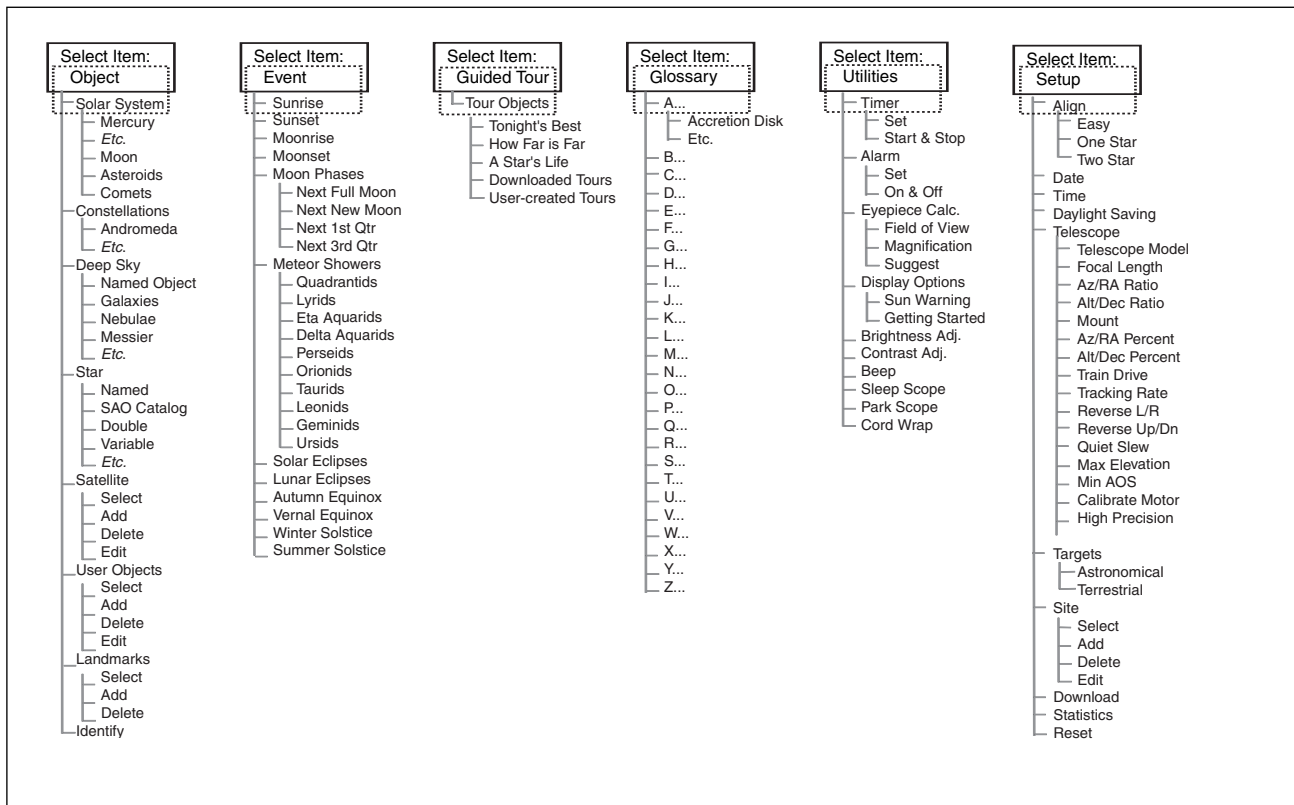 Select Item:
Object
Solar System
Mercury
Etc.
Moon
Asteroids
Comets
Constellations
Andromeda
Etc.
Deep Sky
Named Object
Galaxies
Nebulae
Messier
Etc.
Star
Named
SAO Catalog
Double
Variable
Etc.
Satellite
Select
Add
Delete
Edit
User Objects
Select
Add
Delete
Edit
Landmarks
Select
Add
Delete
Identify
Select Item:
Event
Sunrise
Sunset
Moonrise
Moonset
Moon Phases
Next Full Moon
Next New Moon
Next 1st Qtr
Next 3rd Qtr
Meteor Showers
Quadrantids
Lyrids
Eta Aquarids
Delta Aquarids
Perseids
Orionids
Taurids
Leonids
Geminids
Ursids
Solar Eclipses
Lunar Eclipses
Autumn Equinox
Vernal Equinox
Winter Solstice
Summer Solstice
Select Item:
Guided Tour
Tour Objects
Tonight's Best
How Far is Far
A Star's Life
Downloaded Tours
User-created Tours
Select Item:
Glossary
A...
Accretion Disk
Etc.
B...
C...
D...
E...
F...
G...
H...
I...
J...
K...
L...
M...
N...
O...
P...
Q...
R...
S...
T...
U...
V...
W...
X...
Y...
Z...
Select Item:
Utilities
Timer
Set
Start & Stop
Alarm
Set
On & Off
Eyepiece Calc.
Field of View
Magnification
Suggest
Display Options
Sun Warning
Getting Started
Brightness Adj.
Contrast Adj.
Beep
Sleep Scope
Park Scope
Cord Wrap
Select Item:
Setup
Align
Easy
One Star
Two Star
Date
Time
Daylight Saving
Telescope
Telescope Model
Focal Length
Az/RA Ratio
Alt/Dec Ratio
Mount
Az/RA Percent
Alt/Dec Percent
Train Drive
Tracking Rate
Reverse L/R
Reverse Up/Dn
Quiet Slew
Max Elevation
Min AOS
Calibrate Motor
High Precision
Targets
Astronomical
Terrestrial
Site
Select
Add
Delete
Edit
Download
Statistics
Reset